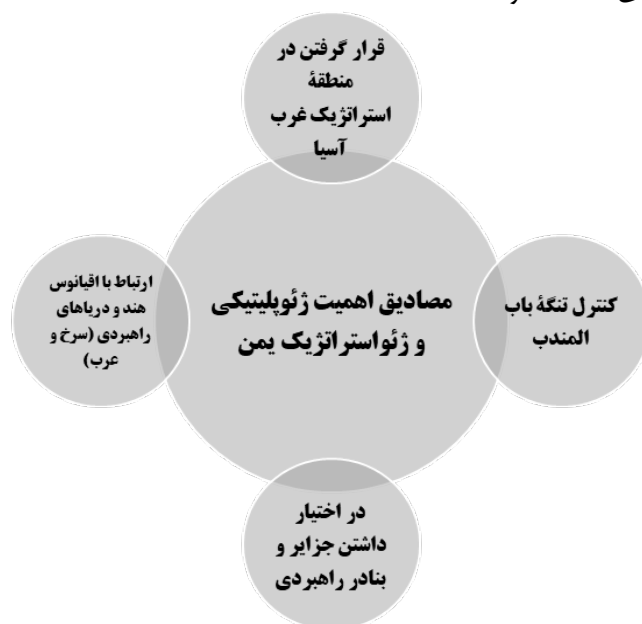 قرار گرفتن در
منطقهٔ
استراتژیک غرب
آسیا
مصادیق اهمیت ژئوپلیتیکی
و ژئواستراتژیک یمن
کنترل تنگهٔ باب
المندب
در اختیار
داشتن جزایر و
بنادر راهبردی
ارتباط با اقیانوس
هند و دریاهای
راهبردی (سرخ و
عرب)